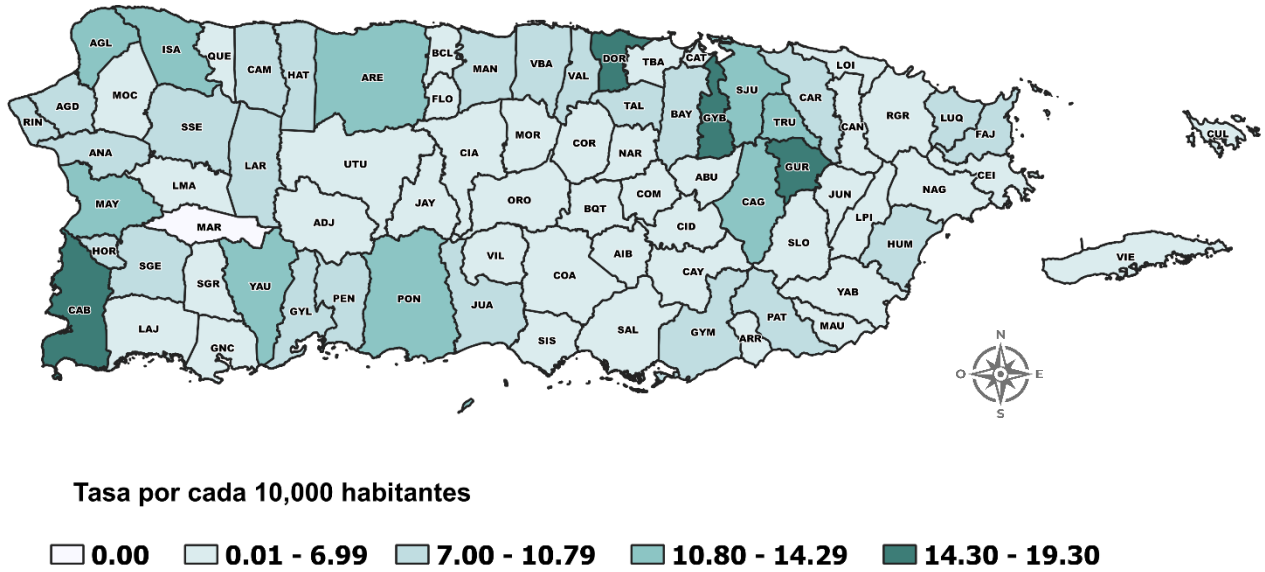 AGL ISA QUE CAM HAT ARE BCL MAN VBA VAL DOR TBA CAT SJU LOI
MOC FLO TAL BAY GYB TRU CAR CAN RGR LUQ FAJ CUL
RIN AGD SSE
ANA LAR UTU CIA MOR COR NAR ABU GUR CEI
MAY LMA ADJ JAY ORO BQT COM CID CAG JUN LPI NAG
MAR HOR SGE SGR YAU VIL COA AIB CAY SLO HUM VIE
CAB GYL PEN PON JUA YAB
LAJ GNC SIS SAL GYM ARR PAT MAU
N
O E
S
Tasa por cada 10,000 habitantes
0.00 0.01 - 6.99 7.00 - 10.79 10.80 - 14.29 14.30 - 19.30